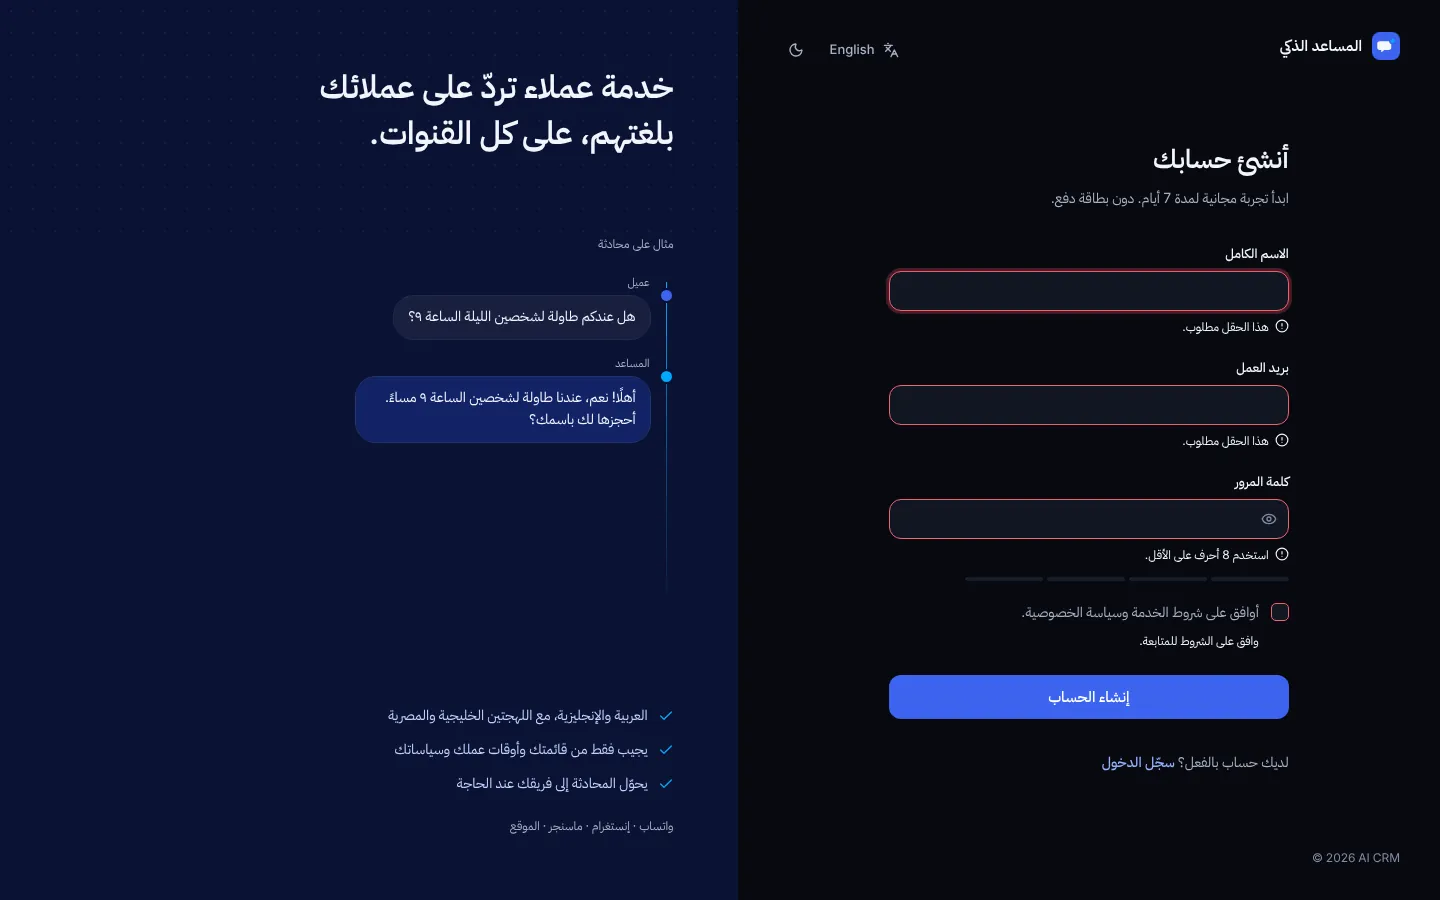 المساعد الذكي
English
أنشئ حسابك
ابدأ تجربة مجانية لمدة 7 أيام. دون بطاقة دفع.
الاسم الكامل
هذا الحقل مطلوب.
بريد العمل
هذا الحقل مطلوب.
كلمة المرور
استخدم 8 أحرف على الأقل.
أوافق على شروط الخدمة وسياسة الخصوصية.
وافق على الشروط للمتابعة.
إنشاء الحساب
لديك حساب بالفعل؟ سجّل الدخول
© 2026 AI CRM
خدمة عملاء تردّ على عملائك
بلغتهم، على كل القنوات.
مثال على محادثة
عميل
هل عندكم طاولة لشخصين الليلة الساعة ٩؟
المساعد
أهلًا! نعم، عندنا طاولة لشخصين الساعة ٩ مساءً.
أحجزها لك باسمك؟
العربية والإنجليزية، مع اللهجتين الخليجية والمصرية
يجيب فقط من قائمتك وأوقات عملك وسياساتك
يحوّل المحادثة إلى فريقك عند الحاجة
واتساب · إنستغرام · ماسنجر · الموقع